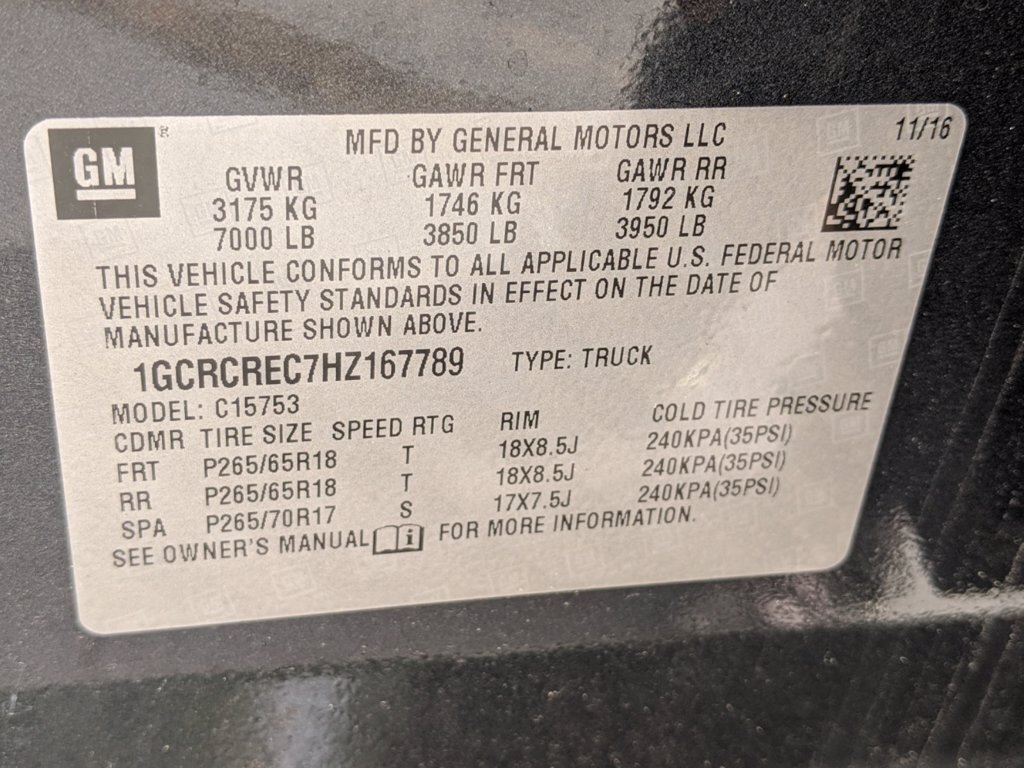 GM
MFD BY GENERAL MOTORS LLC 11/16
GVWR GAWR FRT GAWR RR
3175 KG 1746 KG 1792 KG
7000 LB 3850 LB 3950 LB
THIS VEHICLE CONFORMS TO ALL APPLICABLE U.S. FEDERAL MOTOR
VEHICLE SAFETY STANDARDS IN EFFECT ON THE DATE OF
MANUFACTURE SHOWN ABOVE.
1GCRCREC7HZ167789 TYPE: TRUCK
MODEL: C15753
CDMR TIRE SIZE SPEED RTG RIM COLD TIRE PRESSURE
FRT P265/65R18 T 18X8.5J 240KPA(35PSI)
RR P265/65R18 T 18X8.5J 240KPA(35PSI)
SPA P265/70R17 S 17X7.5J 240KPA(35PSI)
SEE OWNER'S MANUAL FOR MORE INFORMATION.